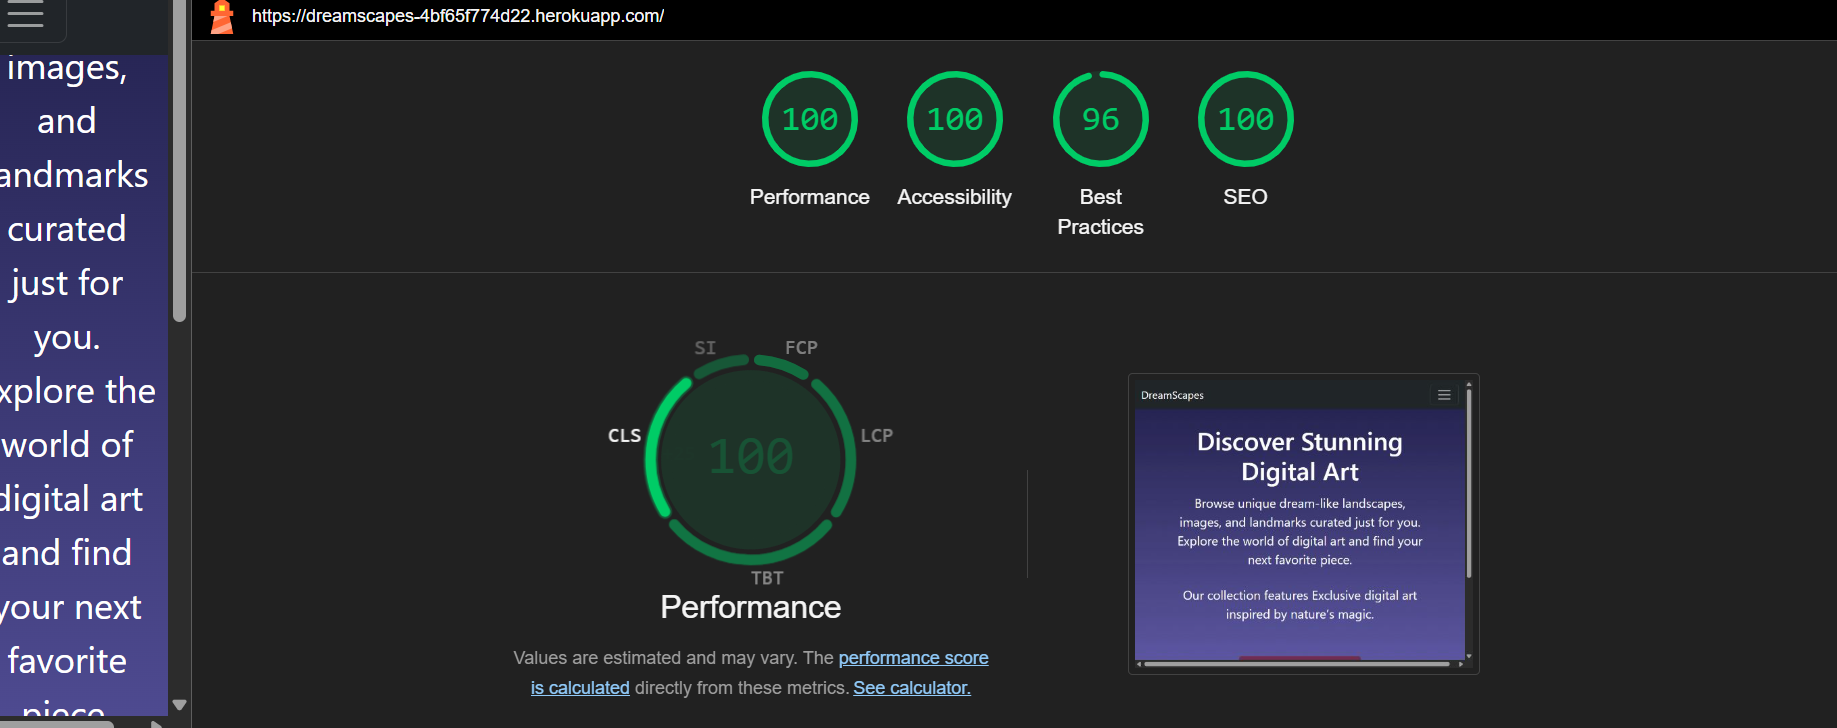 https://dreamscapes-4bf65f774d22.herokuapp.com/
images,
and
andmarks
curated
just for
you.
xplore the
world of
digital art
and find
your next
favorite
piece
100
100
96
100
Performance
Accessibility
Best
Practices
SEO
SI
FCP
CLS
LCP
100
TBT
Performance
Values are estimated and may vary. The performance score
is calculated directly from these metrics. See calculator.
DreamScapes
Discover Stunning
Digital Art
Browse unique dream-like landscapes,
images, and landmarks curated just for you.
Explore the world of digital art and find your
next favorite piece.
Our collection features Exclusive digital art
inspired by nature's magic.